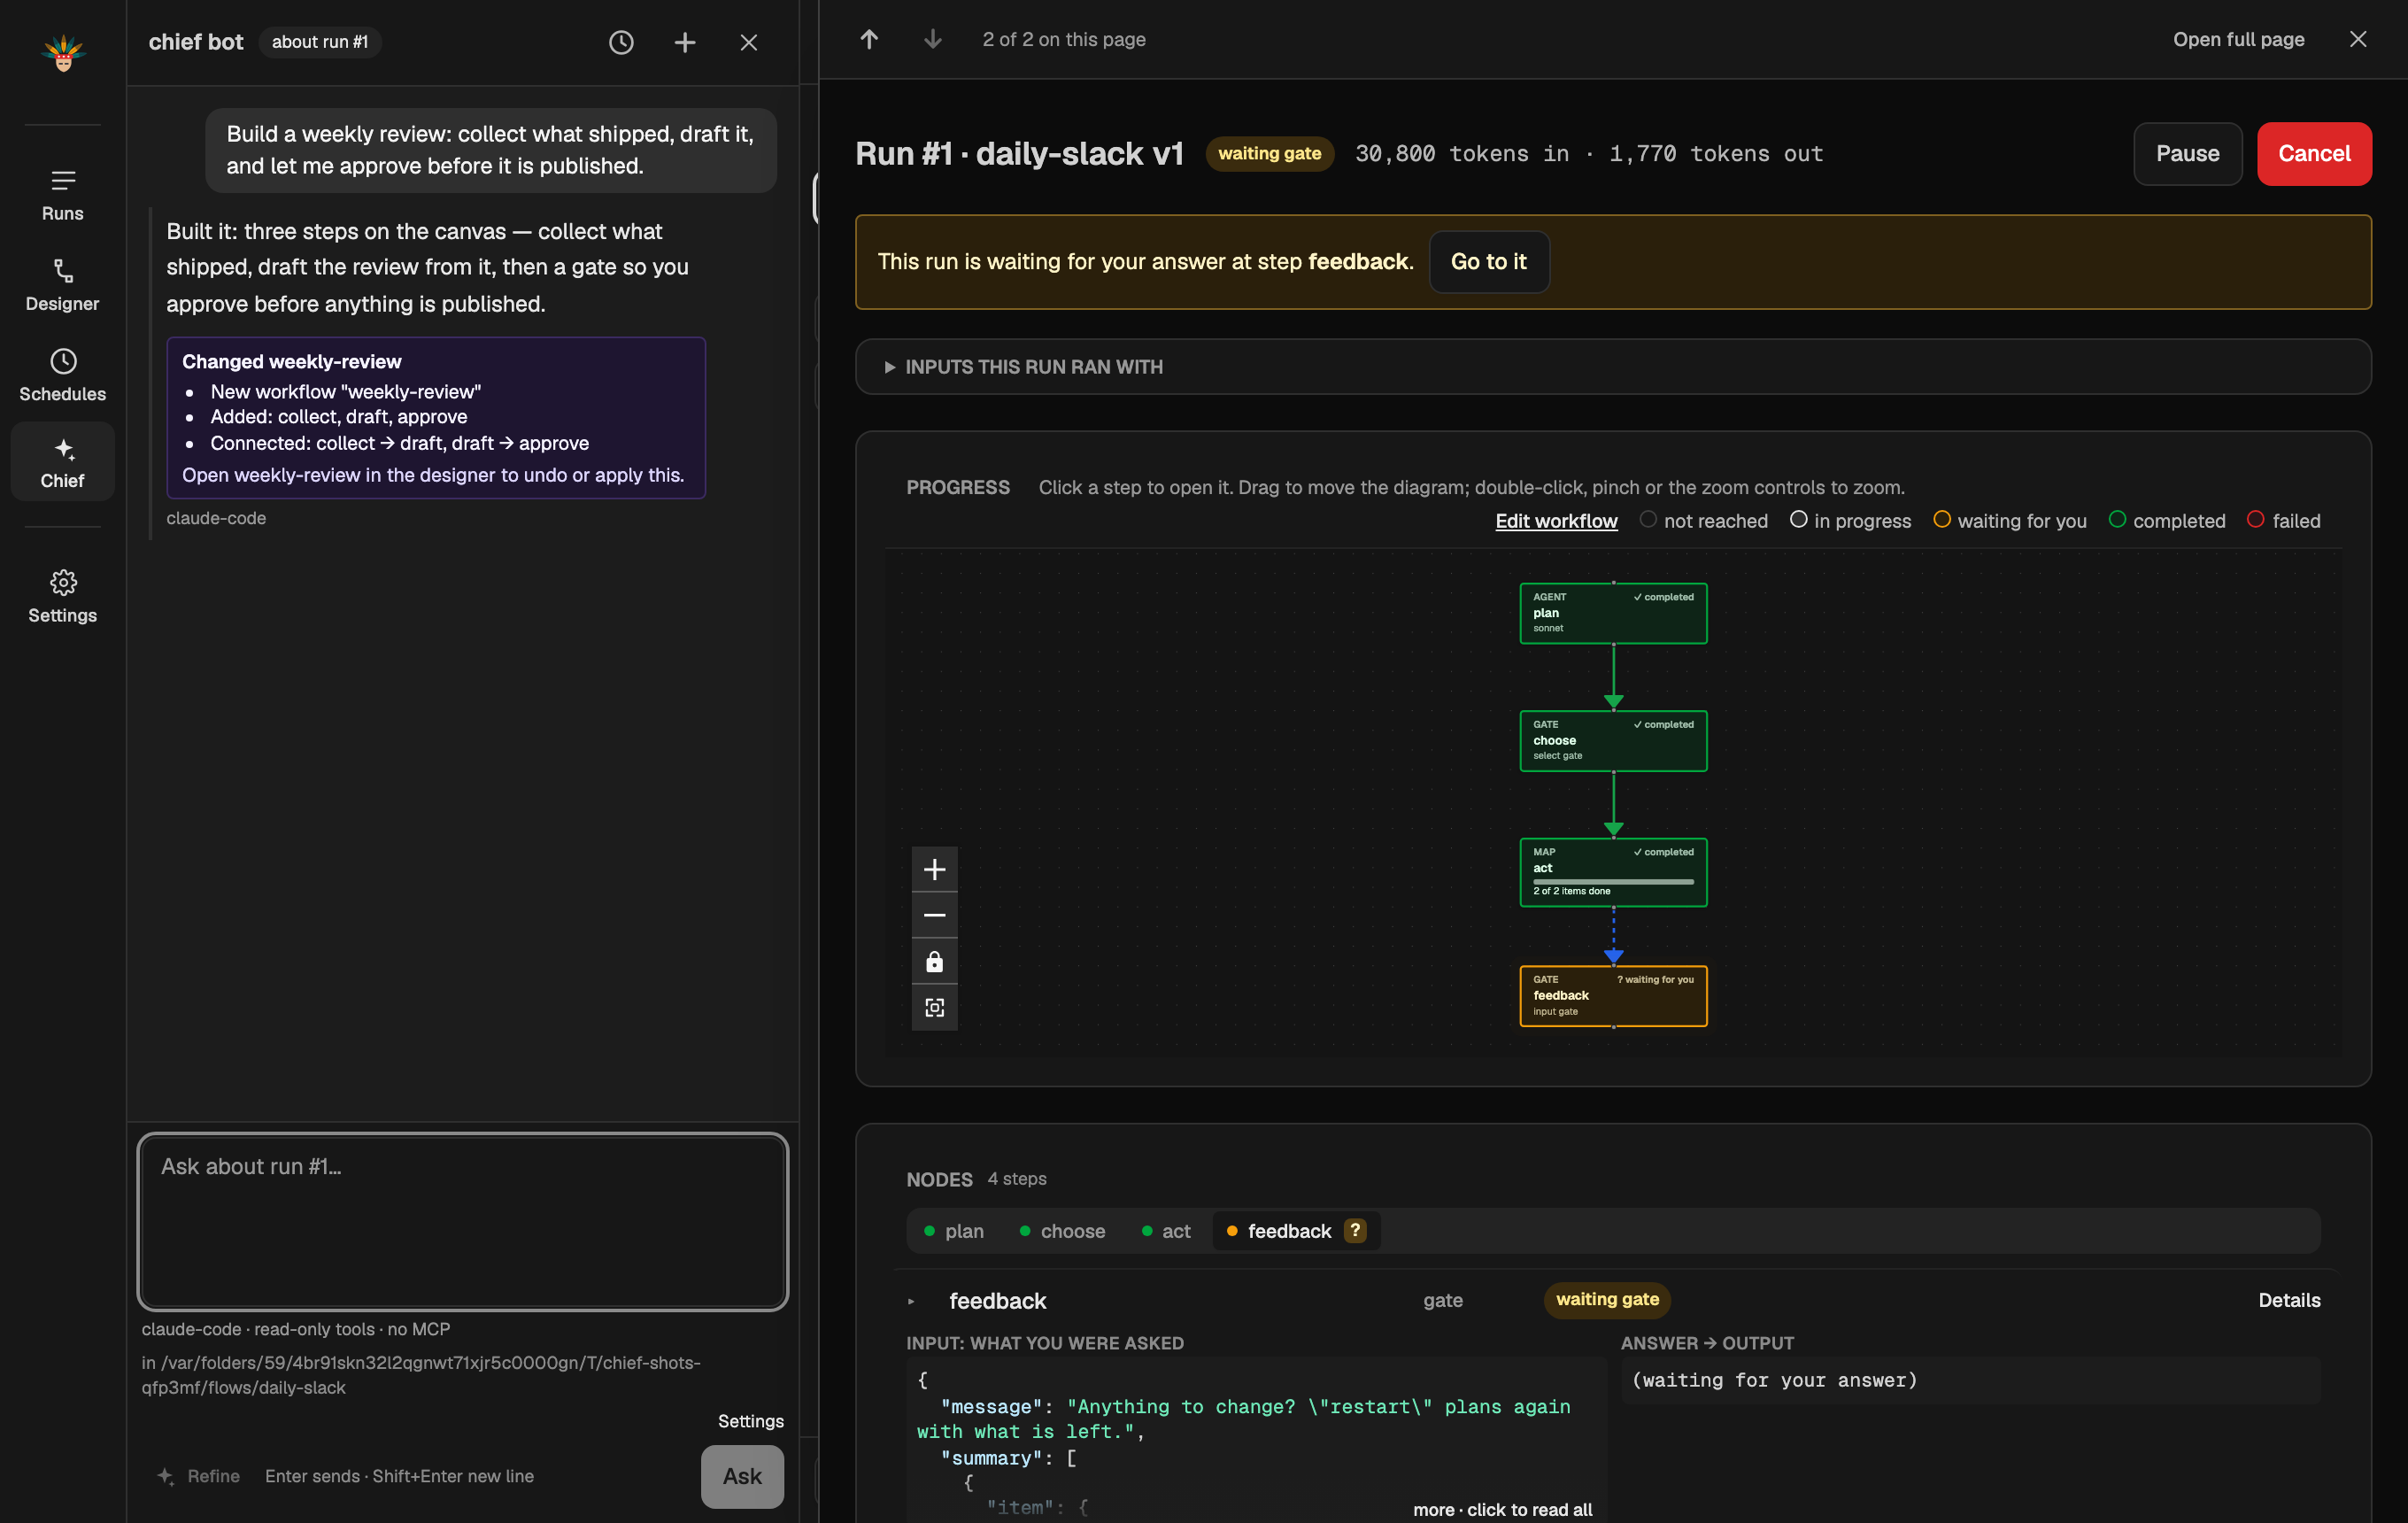 Runs
Designer
Schedules
Chief
Settings
chief bot
about run #1
Build a weekly review: collect what shipped, draft it,
and let me approve before it is published.
Built it: three steps on the canvas — collect what
shipped, draft the review from it, then a gate so you
approve before anything is published.
Changed weekly-review
• New workflow "weekly-review"
• Added: collect, draft, approve
• Connected: collect → draft, draft → approve
Open weekly-review in the designer to undo or apply this.
claude-code
Ask about run #1...
claude-code · read-only tools · no MCP
in /var/folders/59/4br91skn32l2qgnwt71xjr5c0000gn/T/chief-shots-
qfp3mf/flows/daily-slack
Settings
Refine
Enter sends · Shift+Enter new line
Ask
2 of 2 on this page
Open full page
Run #1 · daily-slack v1
waiting gate
30,800 tokens in · 1,770 tokens out
Pause
Cancel
This run is waiting for your answer at step feedback.
Go to it
INPUTS THIS RUN RAN WITH
PROGRESS
Click a step to open it. Drag to move the diagram; double-click, pinch or the zoom controls to zoom.
Edit workflow
not reached
in progress
waiting for you
completed
failed
AGENT
✓ completed
plan
sonnet
GATE
✓ completed
choose
select gate
MAP
✓ completed
act
2 of 2 items done
GATE
? waiting for you
feedback
input gate
NODES
4 steps
plan
choose
act
feedback
?
feedback
gate
waiting gate
Details
INPUT: WHAT YOU WERE ASKED
{
"message": "Anything to change? \"restart\" plans again
with what is left.",
"summary": [
{
"item": {
more · click to read all
ANSWER → OUTPUT
(waiting for your answer)